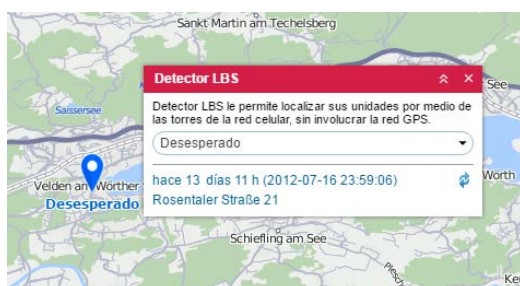 Sankt Martin am Techelsberg
Detector LBS
See
Saissersee
Detector LBS le permite localizar sus unidades por medio de
las torres de la red celular, sin involucrar la red GPS.
Desesperado
hace 13 días 11 h (2012-07-16 23:59:06)
Wörth
Velden am Wörther
Rosentaler Straße 21
Desesperado
Schiefling am See
Ke